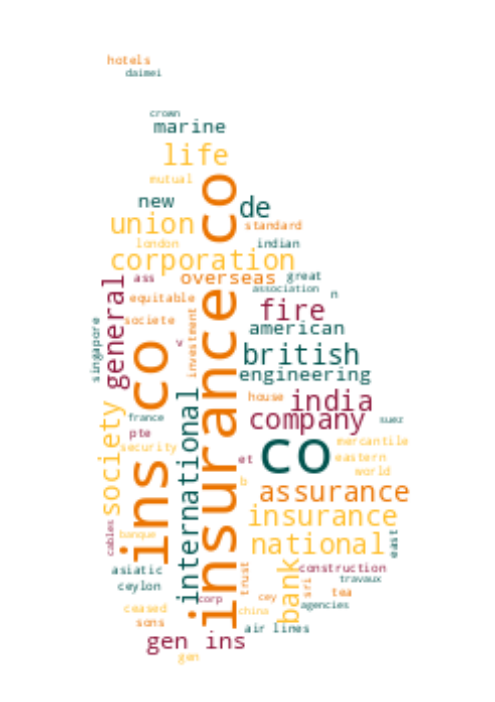 hotels
daimei
crown
marine
life
mutual
co
new
de
union
standard
london
indian
corporation
ass
overseas
great
general
association
equitable
n
fire
societe
investment
american
singapore
v
ins co
insurance
british
engineering
international
house
india
society
france
company
suez
pte
co
mercantile
security
et
eastern
world
b
assurance
insurance
cables
banque
national
east
asiatic
trust
bank
construction
ceylon
sri
travaux
corp
cey
tea
ceased
china
agencies
sons
air lines
gen ins
gen